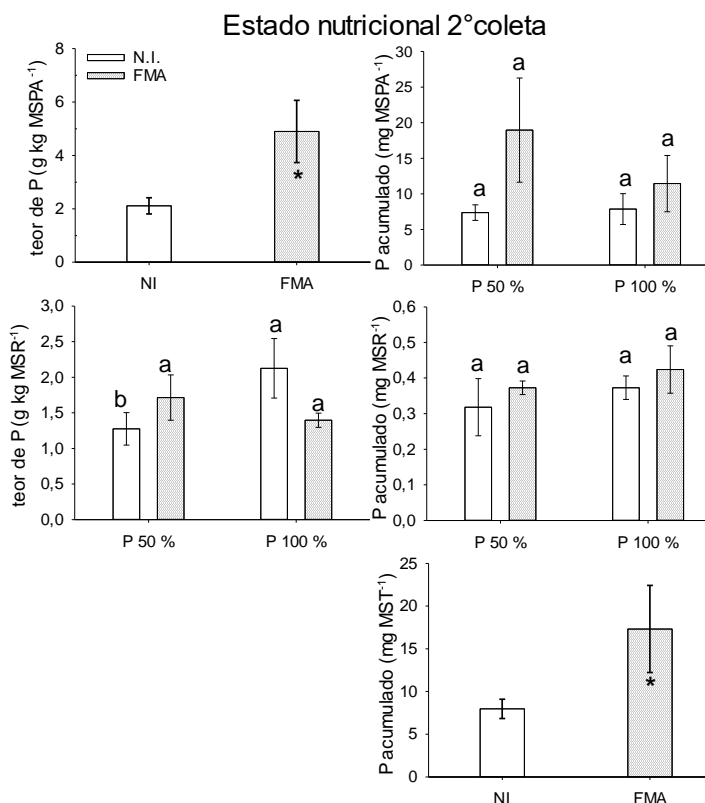 Estado nutricional 2°coleta
N.I.
FMA
teor de P (g kg MSPA⁻¹)
8
6
4
2
0
*
NI FMA
P acumulado (mg MSPA⁻¹)
30
25
20
15
10
5
0
a a a a
P 50 % P 100 %
teor de P (g kg MSR⁻¹)
3,0
2,5
2,0
1,5
1,0
0,5
0,0
b a a a
P 50 % P 100 %
P acumulado (mg MSR⁻¹)
0,6
0,5
0,4
0,3
0,2
0,1
0,0
a a a a
P 50 % P 100 %
P acumulado (mg MST⁻¹)
25
20
15
10
5
0
*
NI FMA